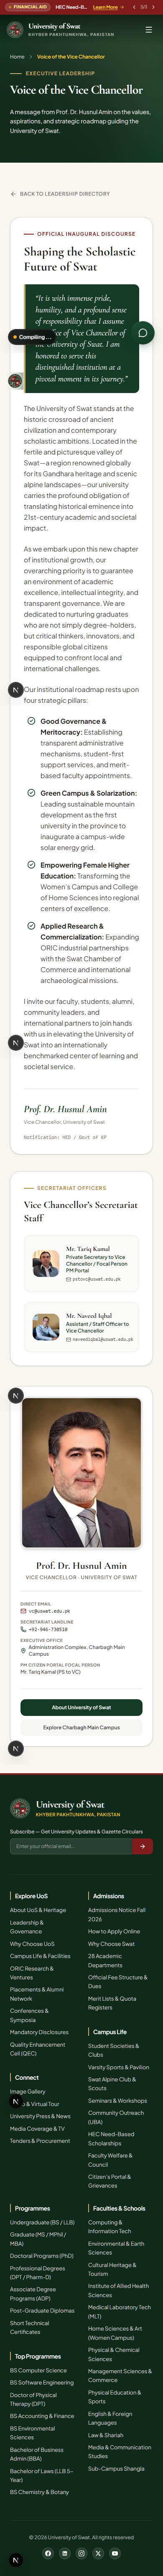 FINANCIAL AID
HEC Need-B...
Learn More
University of Swat
KHYBER PAKHTUNKHWA, PAKISTAN
Home
Voice of the Vice Chancellor
EXECUTIVE LEADERSHIP
Voice of the Vice Chancellor
A message from Prof. Dr. Husnul Amin on the values,
aspirations, and strategic roadmap guiding the
University of Swat.
BACK TO LEADERSHIP DIRECTORY
OFFICIAL INAUGURAL DISCOURSE
Shaping the Scholastic
Future of Swat
“It is with immense pride,
humility, and a profound sense
of responsibility that I assume
Vice Chancellor of
University of Swat. I am
honored to serve this
distinguished institution at a
pivotal moment in its journey.”
Compiling ...
The University of Swat stands at the
historic crossroad of ancient
civilization and contemporary
scholastic ambitions. Located in the
fertile and picturesque valley of
Swat—a region renowned globally
for its Gandhara heritage and scenic
alpine landscapes—our university
embodies the potential for
transforming historical eminence into
21st-century academic and societal
impact.
As we embark upon this new chapter
of institutional growth, our
overarching priority is to guarantee
an environment of academic
excellence, intellectual integrity, and
inclusivity. We want to nurture
graduates who are not simply
degree-holders, but critical thinkers,
innovators, and responsible global
citizens equipped to confront local
and international challenges.
Our institutional roadmap rests upon
four strategic pillars:
Good Governance &
Meritocracy: Establishing
transparent administrative
mechanisms, student-first
support services, and merit-
based faculty appointments.
Green Campus & Solarization:
Leading sustainable campus
development as the first
university in the province to
inaugurate a campus-wide
solar energy grid.
Empowering Female Higher
Education: Transforming the
Women's Campus and College
of Home Sciences into regional
centers of excellence.
Applied Research &
Commercialization: Expanding
ORIC industrial partnerships
with the Swat Chamber of
Commerce and international
archaeological missions.
I invite our faculty, students, alumni,
community guardians, and
international partners to join hands
with us in elevating the University of
Swat into an internationally
benchmarked center of learning and
societal service.
Prof. Dr. Husnul Amin
Vice Chancellor, University of Swat
Notification: HED / Govt of KP
SECRETARIAT OFFICERS
Vice Chancellor's Secretariat
Staff
Mr. Tariq Kamal
Private Secretary to Vice
Chancellor / Focal Person
PM Portal
pstovc@uswat.edu.pk
Mr. Naveed Iqbal
Assistant / Staff Officer to
Vice Chancellor
naveediqbal@uswat.edu.pk
Prof. Dr. Husnul Amin
VICE CHANCELLOR · UNIVERSITY OF SWAT
DIRECT EMAIL
vc@uswat.edu.pk
SECRETARIAT LANDLINE
+92-946-730510
EXECUTIVE OFFICE
Administration Complex, Charbagh Main
Campus
PM CITIZEN PORTAL FOCAL PERSON
Mr. Tariq Kamal (PS to VC)
About University of Swat
Explore Charbagh Main Campus
University of Swat
KHYBER PAKHTUNKHWA, PAKISTAN
Subscribe — Get University Updates & Gazette Circulars
Enter your official email...
Explore UoS
About UoS & Heritage
Leadership &
Governance
Why Choose UoS
Campus Life & Facilities
ORIC Research &
Ventures
Placements & Alumni
Network
Conferences &
Symposia
Mandatory Disclosures
Quality Enhancement
Cell (QEC)
Admissions
Admissions Notice Fall
2026
How to Apply Online
Why Choose Swat
28 Academic
Departments
Official Fee Structure &
Dues
Merit Lists & Quota
Registers
Campus Life
Student Societies &
Clubs
Varsity Sports & Pavilion
Swat Alpine Club &
Scouts
Seminars & Workshops
Community Outreach
(UBA)
HEC Need-Based
Scholarships
Faculty Welfare &
Council
Citizen's Portal &
Grievances
Connect
Image Gallery
& Virtual Tour
University Press & News
Media Coverage & TV
Tenders & Procurement
Programmes
Undergraduate (BS / LLB)
Graduate (MS / MPhil /
MBA)
Doctoral Programs (PhD)
Professional Degrees
(DPT / Pharm-D)
Associate Degree
Programs (ADP)
Post-Graduate Diplomas
Short Technical
Certificates
Top Programmes
BS Computer Science
BS Software Engineering
Doctor of Physical
Therapy (DPT)
BS Accounting & Finance
BS Environmental
Sciences
Bachelor of Business
Admin (BBA)
Bachelor of Laws (LLB 5-
Year)
BS Chemistry & Botany
Faculties & Schools
Computing &
Information Tech
Environmental & Earth
Sciences
Cultural Heritage &
Tourism
Institute of Allied Health
Sciences
Medical Laboratory Tech
(MLT)
Home Sciences & Art
(Women Campus)
Physical & Chemical
Sciences
Management Sciences &
Commerce
Physical Education &
Sports
English & Foreign
Languages
Law & Shariah
Media & Communication
Studies
Sub-Campus Shangla
© 2026 University of Swat. All rights reserved